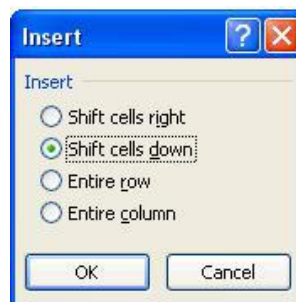 Insert
Insert
Shift cells right
Shift cells down
Entire row
Entire column
OK Cancel